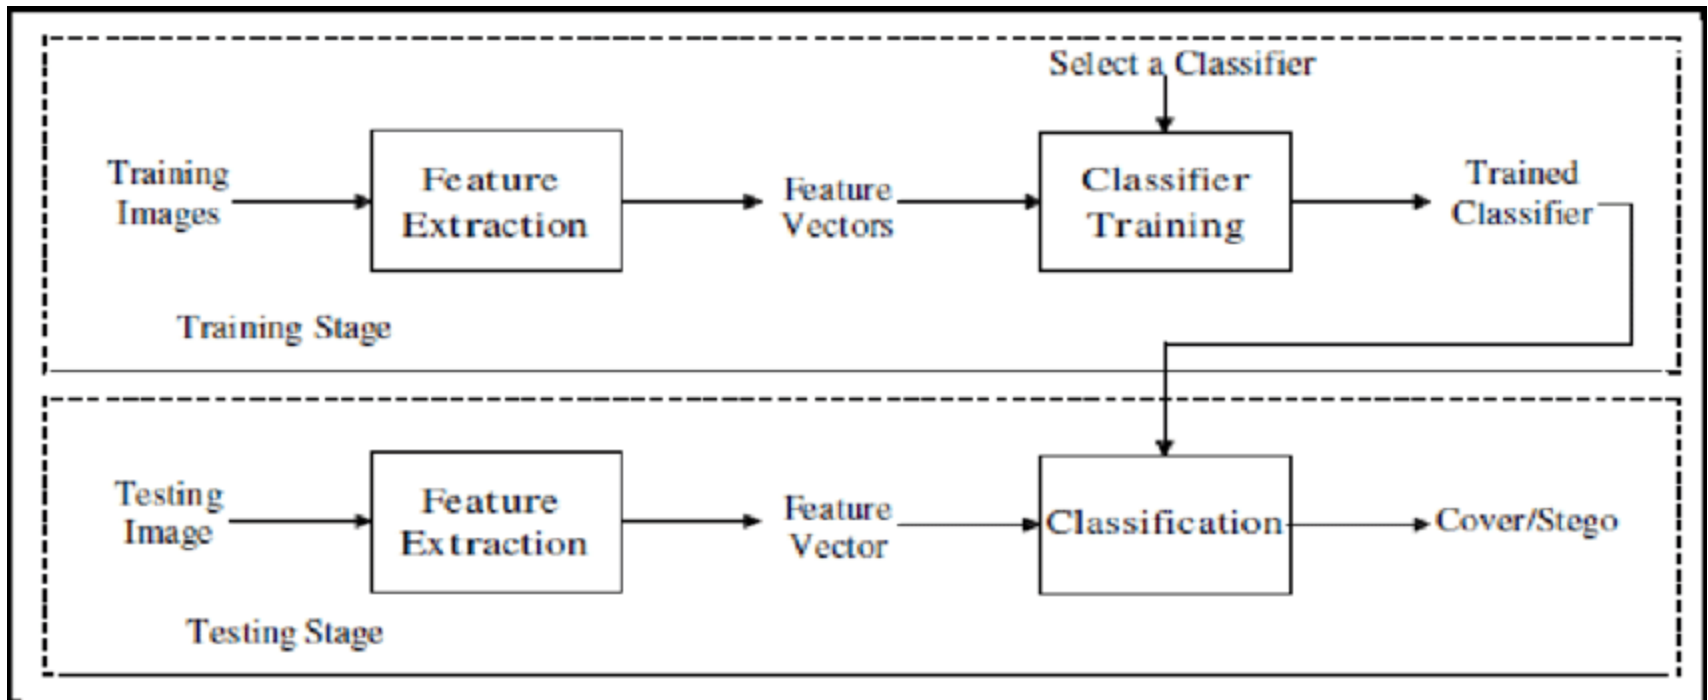 Select a Classifier
Training
Images
Feature
Extraction
Feature
Vectors
Classifier
Training
Trained
Classifier
Training Stage
Testing
Image
Feature
Extraction
Feature
Vector
Classification
Cover/Stego
Testing Stage